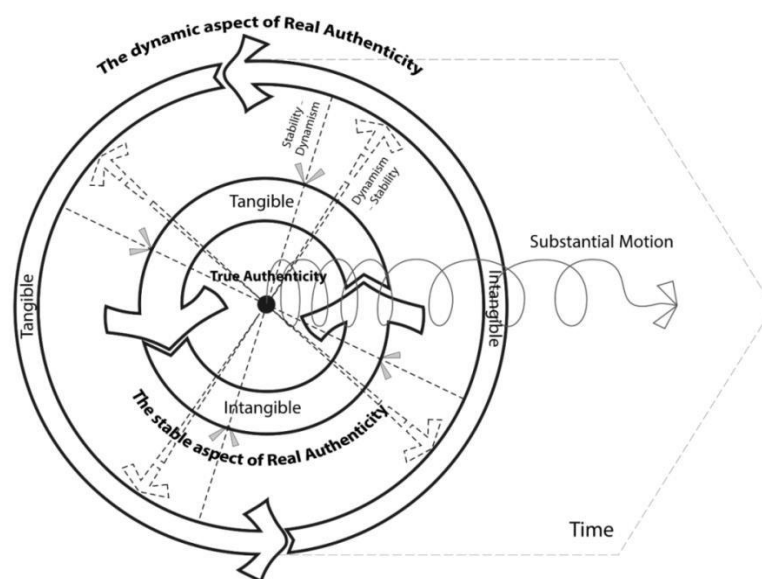 The dynamic aspect of Real Authenticity
Stability -
Dynamism
Dynamism
- Stability
Tangible
Substantial Motion
True Authenticity
Tangible
Intangible
Intangible
The stable aspect of Real Authenticity
Time